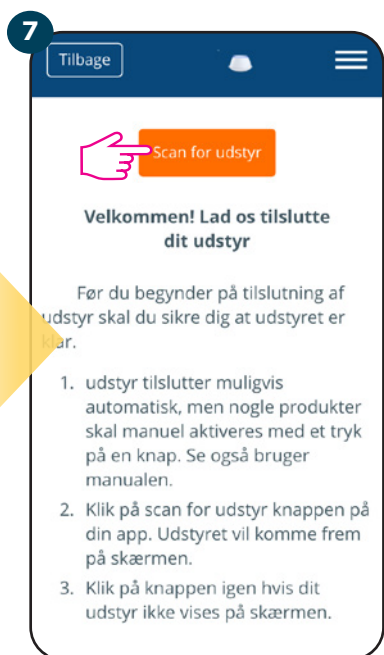 7
Tilbage
Scan for udstyr
Velkommen! Lad os tilslutte
dit udstyr
Før du begynder på tilslutning af
udstyr skal du sikre dig at udstyret er
klar.
1. udstyr tilslutter muligvis
automatisk, men nogle produkter
skal manuel aktiveres med et tryk
på en knap. Se også bruger
manualen.
2. Klik på scan for udstyr knappen på
din app. Udstyret vil komme frem
på skærmen.
3. Klik på knappen igen hvis dit
udstyr ikke vises på skærmen.